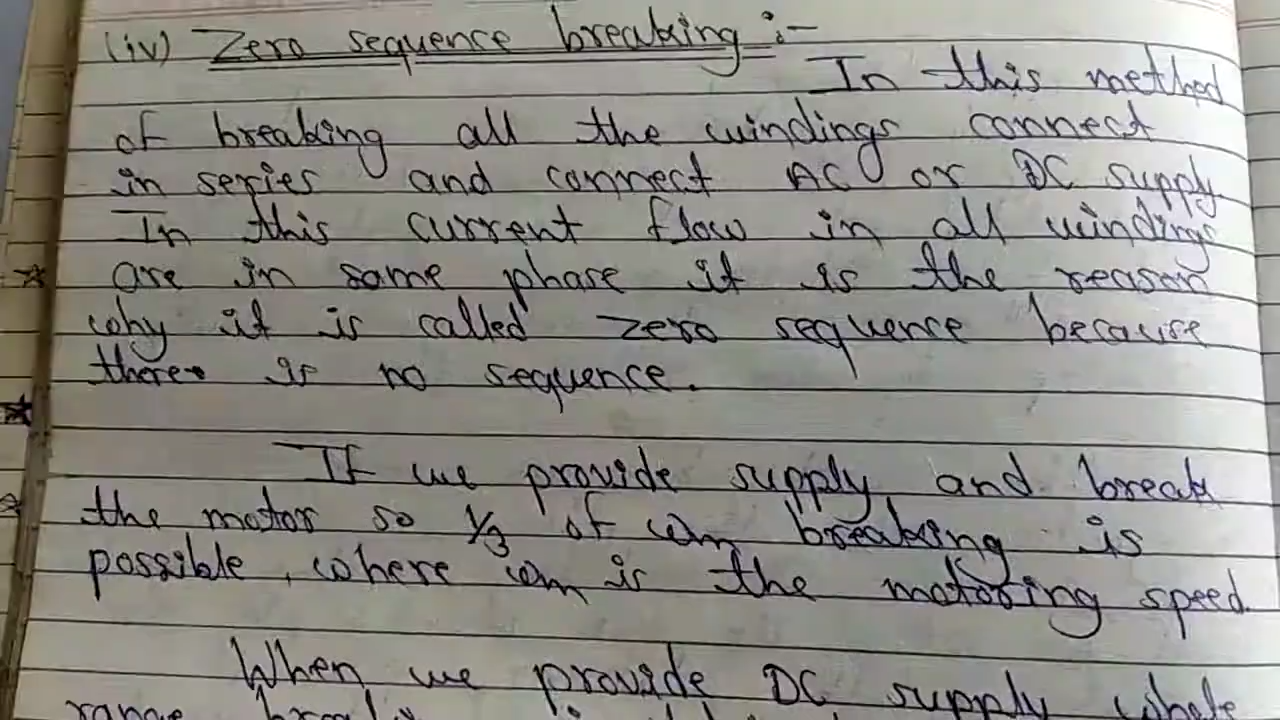 (iv) Zero sequence breaking :-
In this method
of breaking all the windings connect
in series and connect AC or DC supply
In this current flow in all windings
are in same phase it is the reason
why it is called zero sequence because
there is no sequence.
If we provide supply and break
the motor so 1/3 of ωm breaking is
possible, where ωm is the motoring speed.
When we provide DC supply whole
range